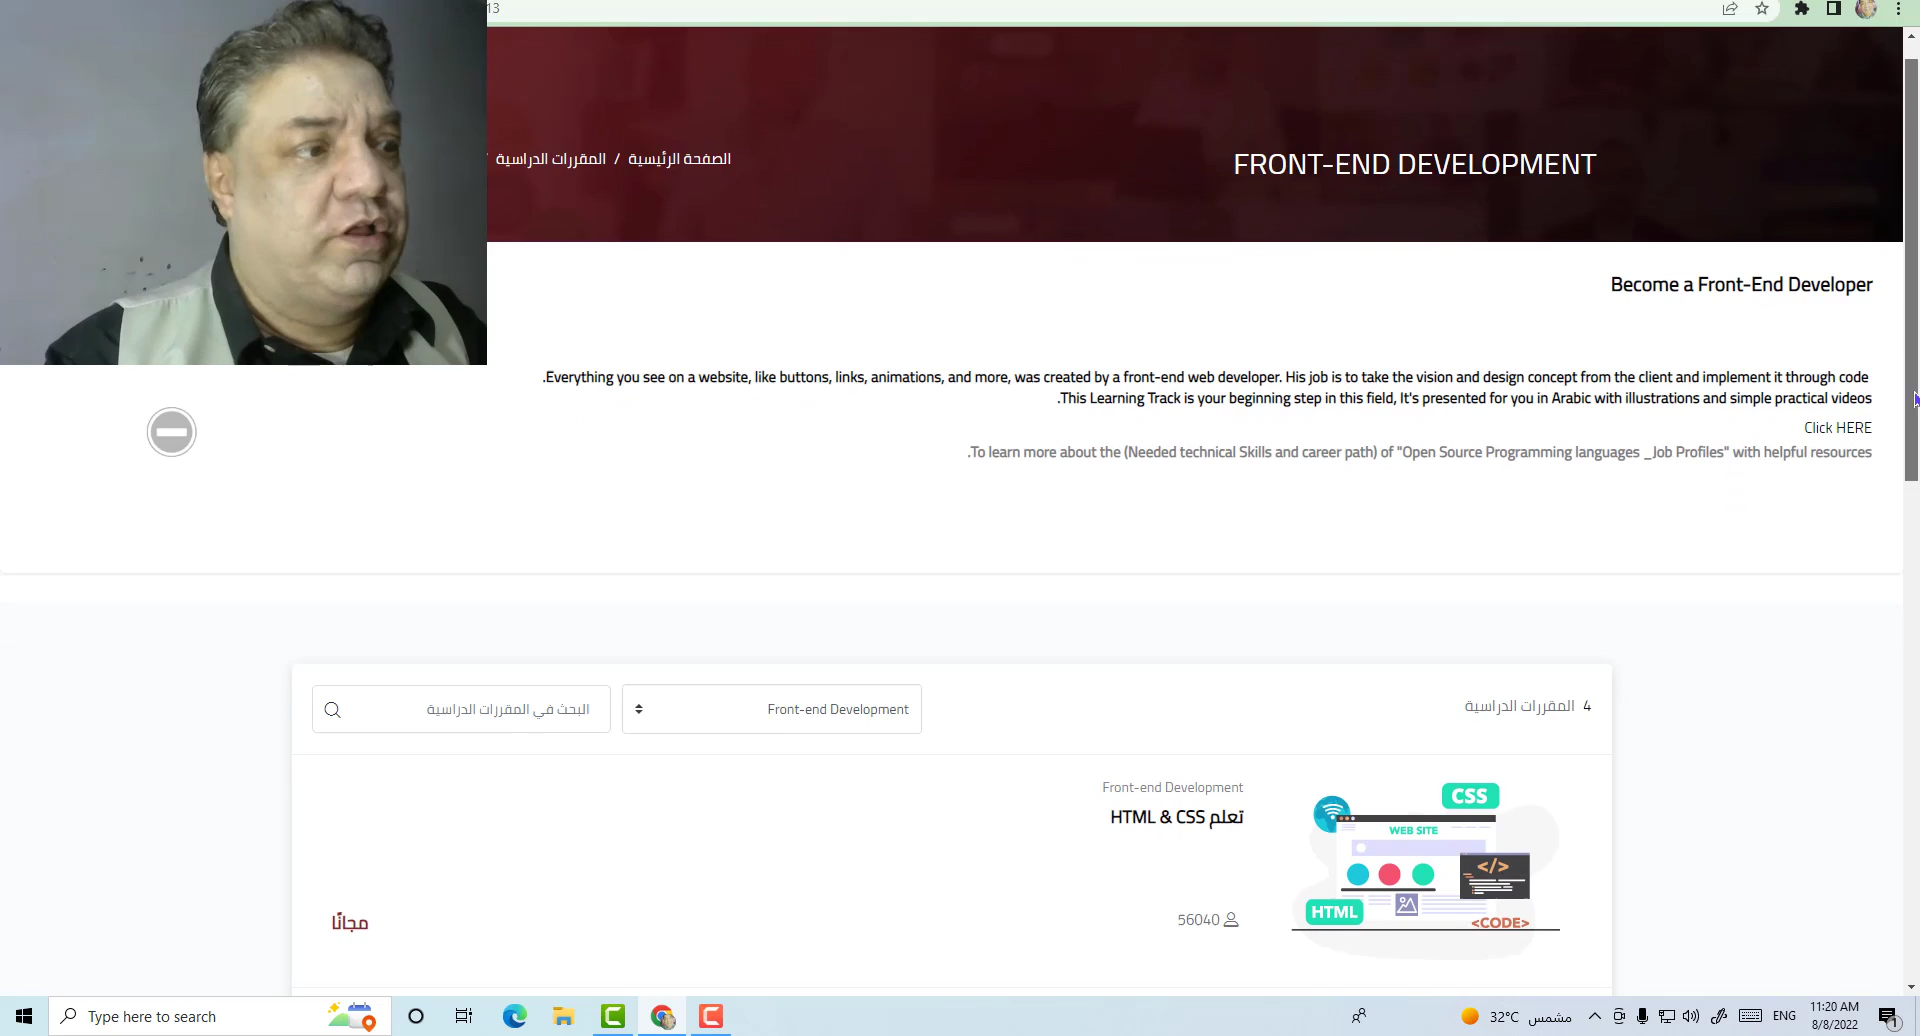 13
الصفحة الرئيسية / المقررات الدراسية /
FRONT-END DEVELOPMENT
Become a Front-End Developer
.Everything you see on a website, like buttons, links, animations, and more, was created by a front-end web developer. His job is to take the vision and design concept from the client and implement it through code
.This Learning Track is your beginning step in this field, It's presented for you in Arabic with illustrations and simple practical videos
Click HERE
.To learn more about the (Needed technical Skills and career path) of "Open Source Programming languages _Job Profiles" with helpful resources
4 المقررات الدراسية
Front-end Development
البحث في المقررات الدراسية
Front-end Development
تعلم HTML & CSS
56040
مجانًا
CSS
WEB SITE
</>
HTML
<CODE>
Type here to search
32°C مشمس
ENG
11:20 AM
8/8/2022
1